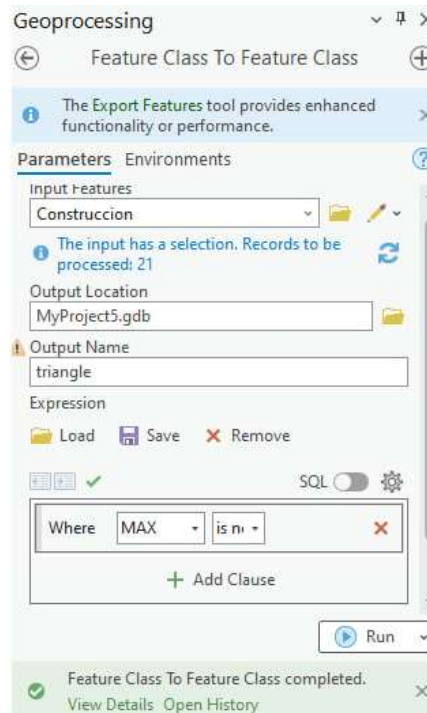 Geoprocessing
Feature Class To Feature Class
The Export Features tool provides enhanced
functionality or performance.
Parameters Environments
Input Features
Construccion
The input has a selection. Records to be
processed: 21
Output Location
MyProject5.gdb
Output Name
triangle
Expression
Load Save Remove
SQL
Where MAX is
Add Clause
Run
Feature Class To Feature Class completed.
View Details Open History